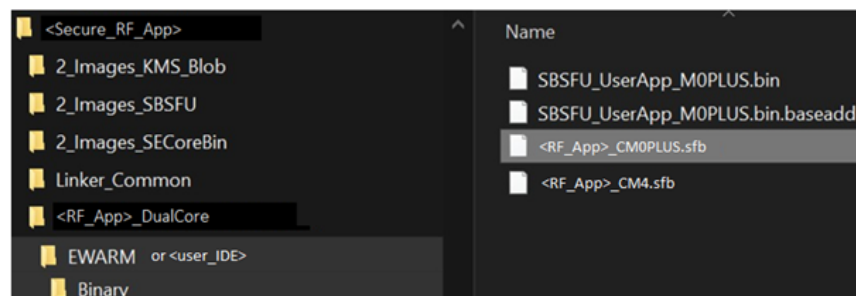 <Secure_RF_App>
2_Images_KMS_Blob
2_Images_SBSFU
2_Images_SECoreBin
Linker_Common
<RF_App>_DualCore
EWARM or <user_IDE>
Binary
Name
SBSFU_UserApp_M0PLUS.bin
SBSFU_UserApp_M0PLUS.bin.baseadd
<RF_App>_CM0PLUS.sfb
<RF_App>_CM4.sfb